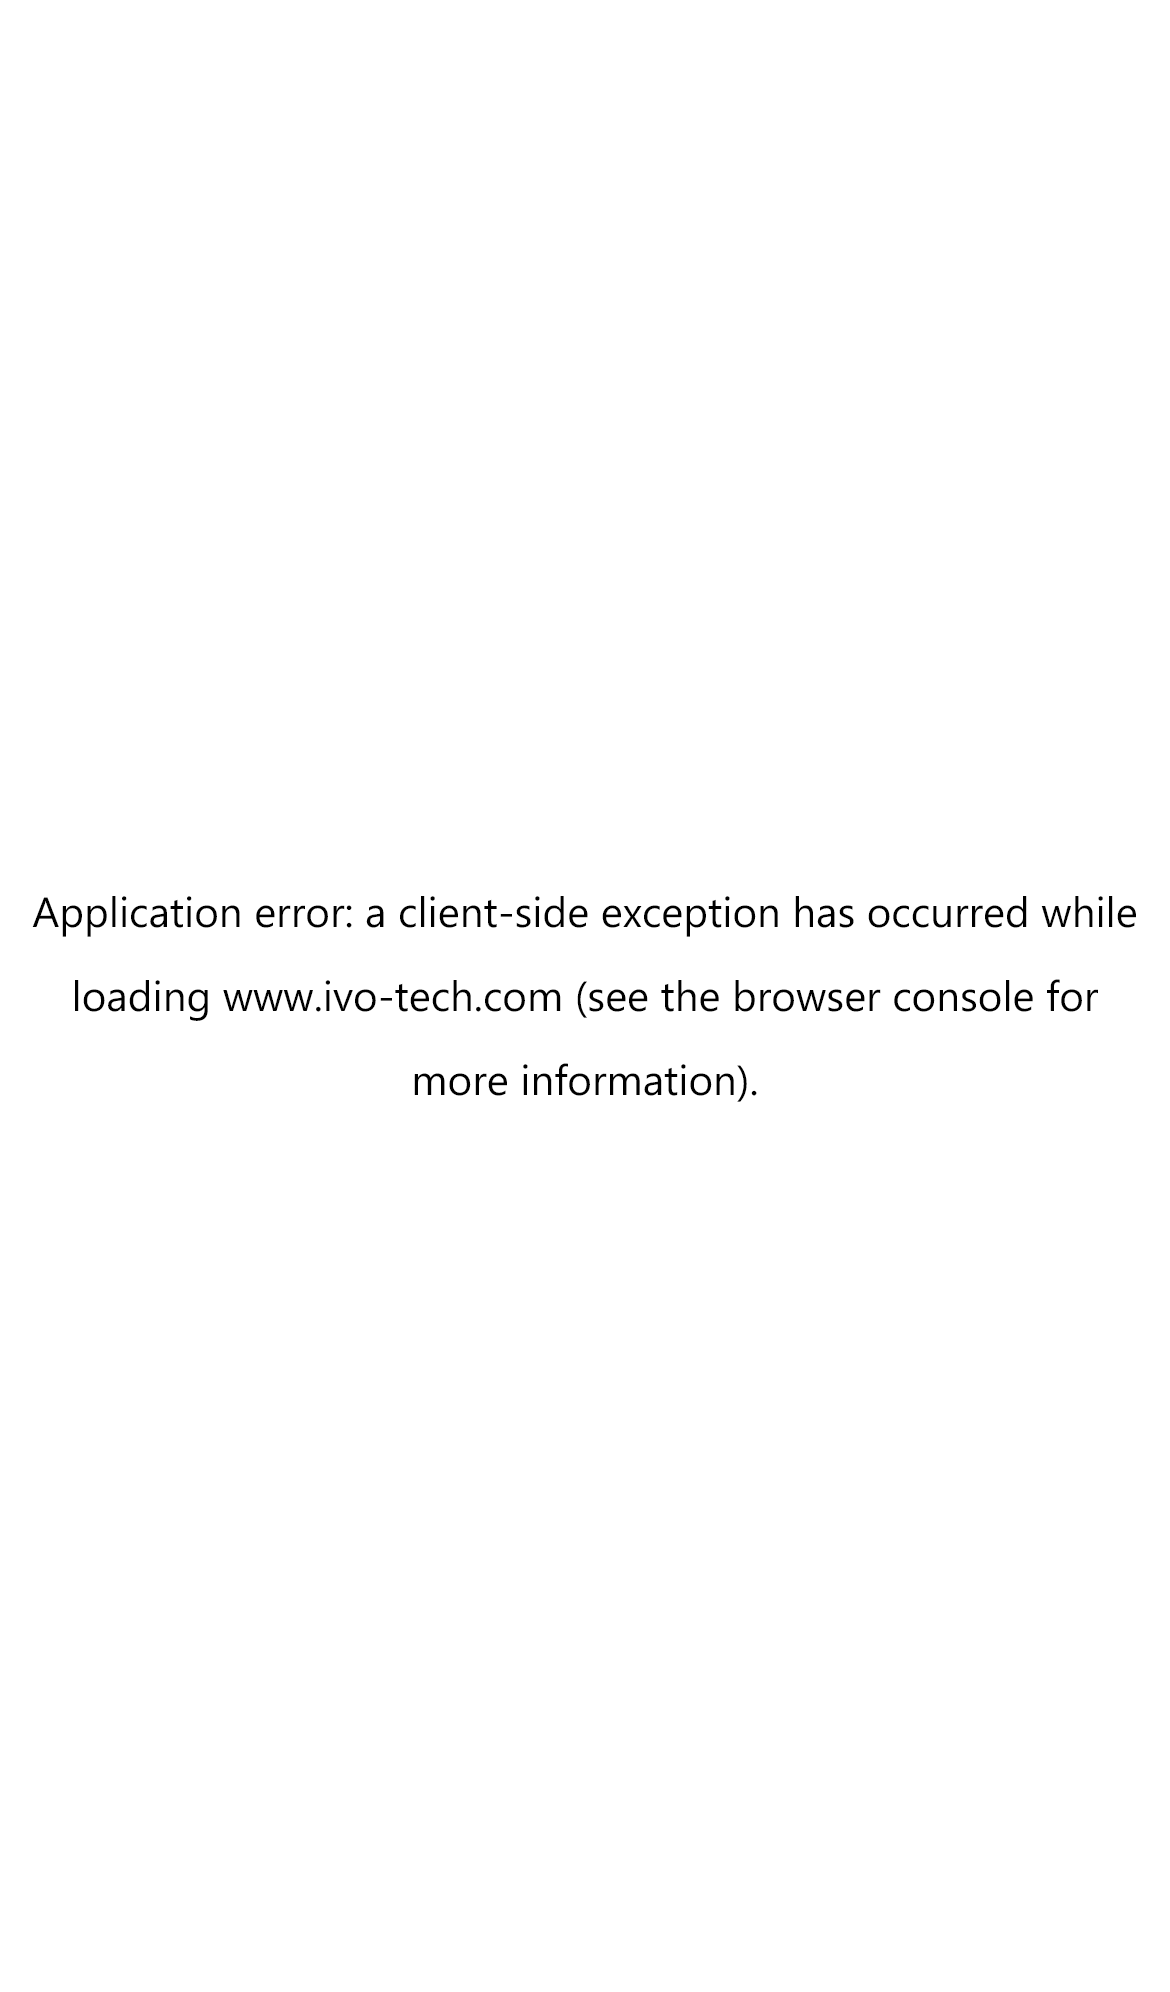 Application error: a client-side exception has occurred while
loading www.ivo-tech.com (see the browser console for
more information).